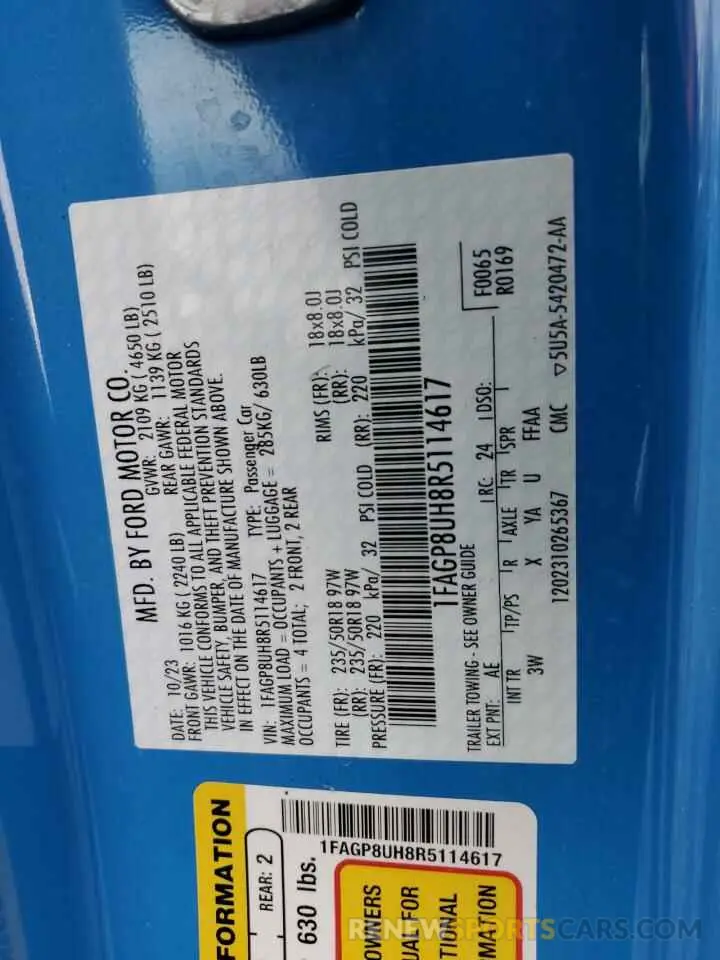 MFD. BY FORD MOTOR CO.
DATE: 10/23 GVWR: 2109 KG ( 4650 LB)
FRONT GAWR: 1016 KG (2240 LB) REAR GAWR: 1139 KG ( 2510 LB)
THIS VEHICLE CONFORMS TO ALL APPLICABLE FEDERAL MOTOR
VEHICLE SAFETY, BUMPER, AND THEFT PREVENTION STANDARDS
IN EFFECT ON THE DATE OF MANUFACTURE SHOWN ABOVE.
VIN: 1FAGP8UH8R5114617 TYPE: Passenger Car
MAXIMUM LOAD = OCCUPANTS + LUGGAGE = 285KG/ 630LB
OCCUPANTS = 4 TOTAL; 2 FRONT, 2 REAR
TIRE (FR): 235/50R18 97W RIMS (FR): 18x8.0J
(RR): 235/50R18 97W (RR): 18x8.0J
PRESSURE (FR): 220 kPa/ 32 PSI COLD (RR): 220 kPa/ 32 PSI COLD
1FAGP8UH8R5114617
TRAILER TOWING - SEE OWNER GUIDE F0065
EXT PNT: AE RC: 24 DSO: R0169
INT TR TP/PS R AXLE TR SPR
3W X YA U FFAA
1202310265367 CMC ▽5U5A-5420472-AA
FORMATION
REAR: 2
630 lbs.
1FAGP8UH8R5114617
OWNERS
UAL FOR
TIONAL
RMATION
RENEWSPORTSCARS.COM